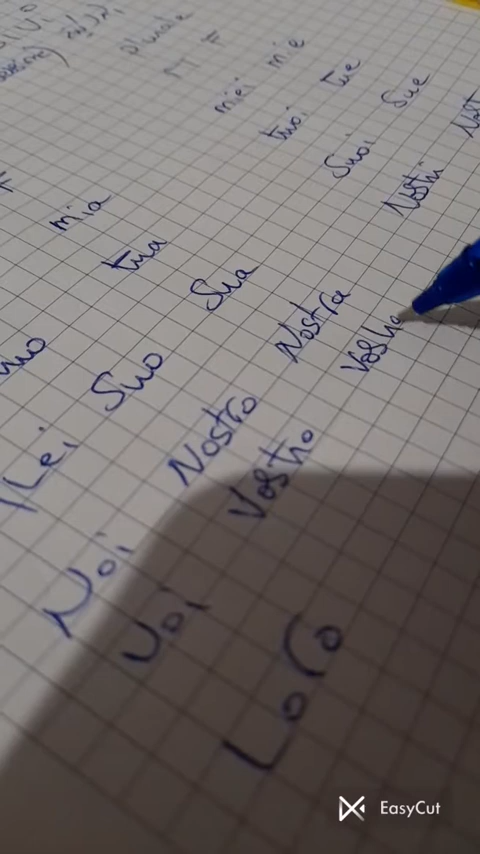 plurale
M F
F miei mie
mia tuoi tue
tua Suoi Sue
Suo Sua Nostri
Lei
Noi Nostro Nostra
Voi Vostro Vostra
Loro
EasyCut